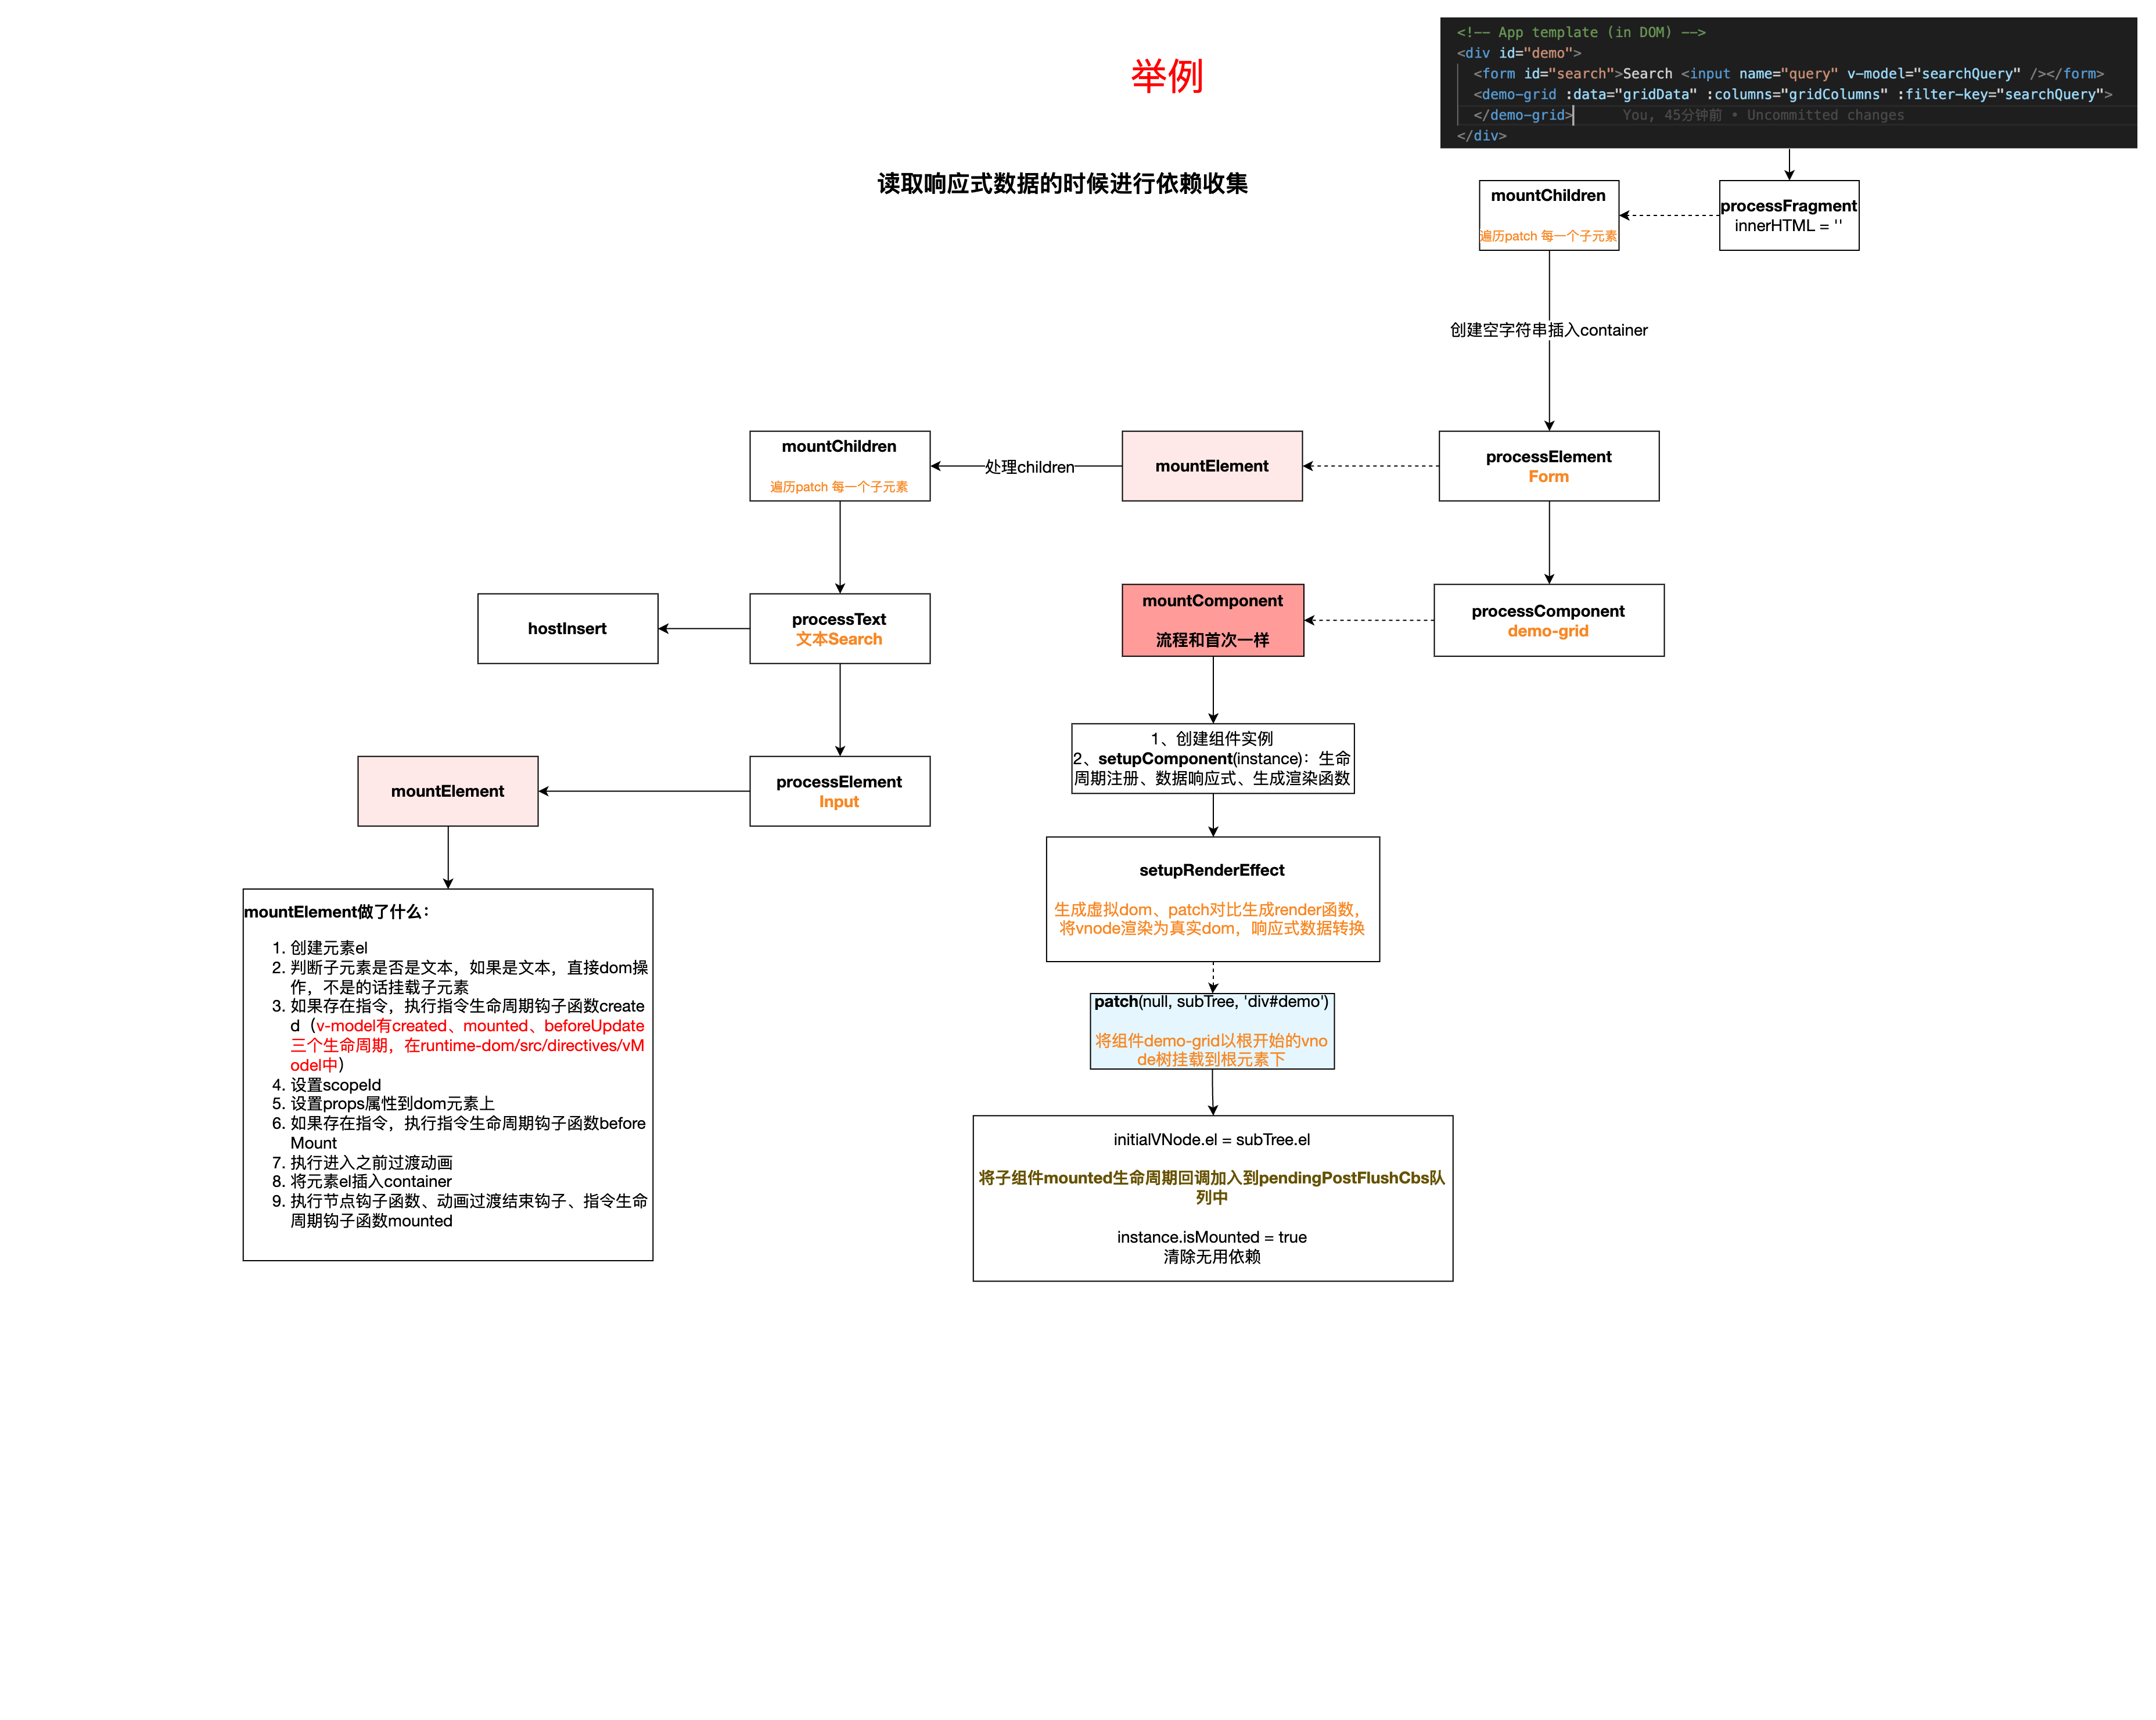 <!-- App template (in DOM) -->
<div id="demo">
<form id="search">Search <input name="query" v-model="searchQuery" /></form>
<demo-grid :data="gridData" :columns="gridColumns" :filter-key="searchQuery">
</demo-grid> You, 45分钟前 • Uncommitted changes
</div>
举例
读取响应式数据的时候进行依赖收集
mountChildren
遍历patch 每一个子元素
processFragment
innerHTML = ''
创建空字符串插入container
mountChildren
遍历patch 每一个子元素
处理children
mountElement
processElement
Form
hostInsert
processText
文本Search
mountComponent
流程和首次一样
processComponent
demo-grid
mountElement
processElement
Input
1、创建组件实例
2、setupComponent(instance)：生命
周期注册、数据响应式、生成渲染函数
setupRenderEffect
生成虚拟dom、patch对比生成render函数，
将vnode渲染为真实dom，响应式数据转换
patch(null, subTree, 'div#demo')
将组件demo-grid以根开始的vno
de树挂载到根元素下
initialVNode.el = subTree.el
将子组件mounted生命周期回调加入到pendingPostFlushCbs队
列中
instance.isMounted = true
清除无用依赖
mountElement做了什么：
1. 创建元素el
2. 判断子元素是否是文本，如果是文本，直接dom操
作，不是的话挂载子元素
3. 如果存在指令，执行指令生命周期钩子函数create
d（v-model有created、mounted、beforeUpdate
三个生命周期，在runtime-dom/src/directives/vM
odel中）
4. 设置scopeId
5. 设置props属性到dom元素上
6. 如果存在指令，执行指令生命周期钩子函数before
Mount
7. 执行进入之前过渡动画
8. 将元素el插入container
9. 执行节点钩子函数、动画过渡结束钩子、指令生命
周期钩子函数mounted